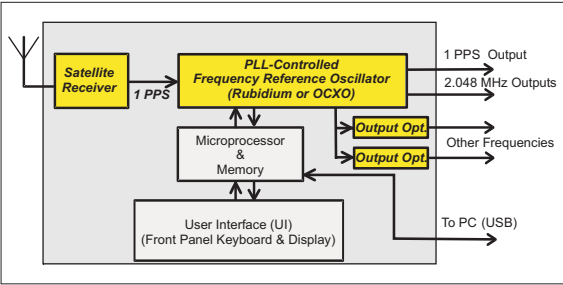 Satellite
Receiver
1 PPS
PLL-Controlled
Frequency Reference Oscillator
(Rubidium or OCXO)
1 PPS Output
2.048 MHz Outputs
Output Opt.
Output Opt.
Other Frequencies
Microprocessor
&
Memory
User Interface (UI)
(Front Panel Keyboard & Display)
To PC (USB)